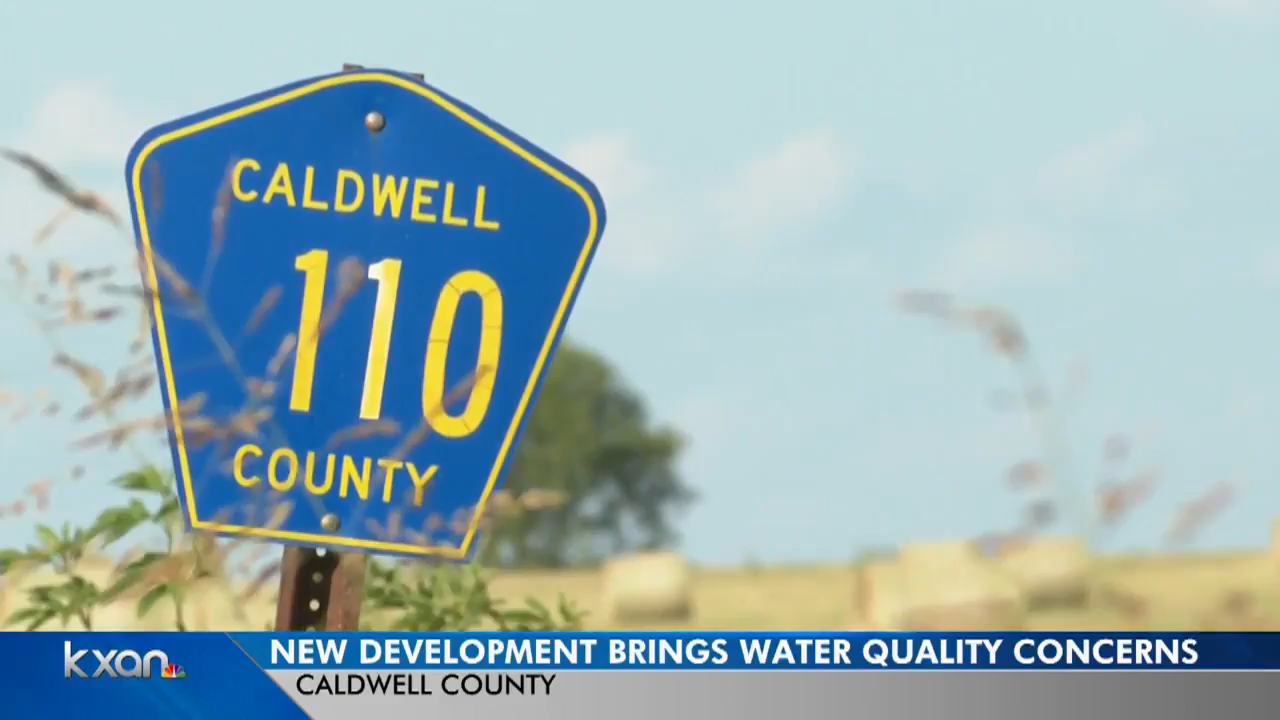 CALDWELL
110
COUNTY
kxan
NEW DEVELOPMENT BRINGS WATER QUALITY CONCERNS
CALDWELL COUNTY